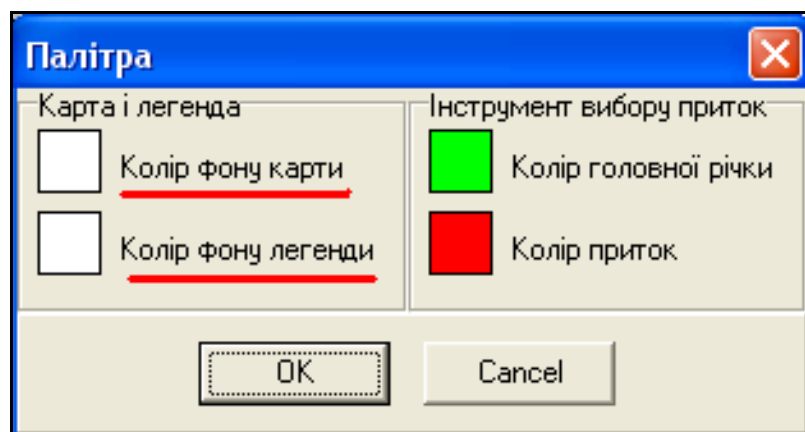 Палітра
Карта і легенда
Колір фону карти
Колір фону легенди
Інструмент вибору приток
Колір головної річки
Колір приток
OK
Cancel